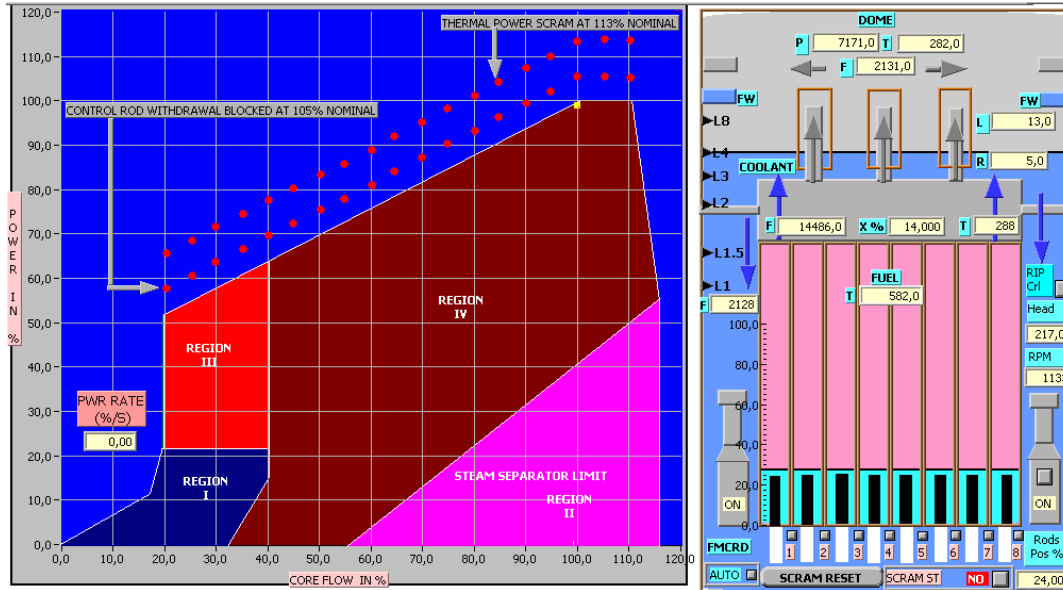 120,0
THERMAL POWER SCRAM AT 113% NOMINAL
110,0
100,0
CONTROL ROD WITHDRAWAL BLOCKED AT 105% NOMINAL
90,0
80,0
70,0
60,0
50,0
40,0
30,0
20,0
10,0
0,0
POWER IN %
REGION
III
REGION
IV
PWR RATE
(%/S)
0,00
REGION
I
STEAM SEPARATOR LIMIT
REGION
II
0,0 10,0 20,0 30,0 40,0 50,0 60,0 70,0 80,0 90,0 100,0 110,0 120
CORE FLOW IN %
DOME
P 7171,0 T 282,0
F 2131,0
FW FW
L8 L 13,0
L4
COOLANT R 5,0
L3
L2
F 14486,0 X % 14,000 T 288
L1.5
RIP
Crl
FUEL
T 582,0
L1
F 2128
Head
217,0
RPM
113
100,0
80,0
60,0
40,0
20,0
0,0
ON ON
FMCRD 1 2 3 4 5 6 7 8
Rods
Pos %
AUTO SCRAM RESET SCRAM ST NO 24,00